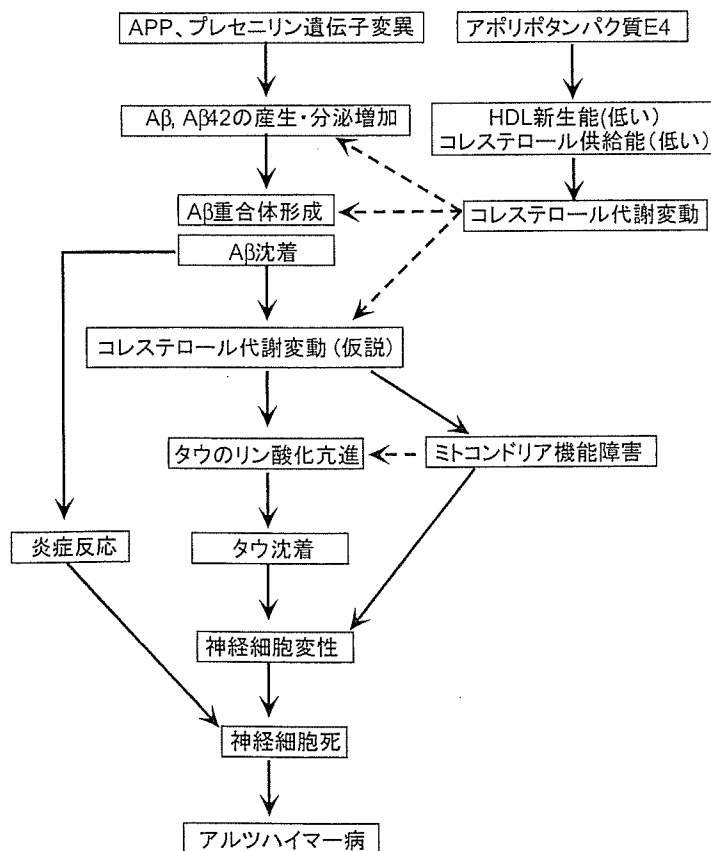 APP、プレセニリン遺伝子変異
アポリポタンパク質E4
Aβ, Aβ42の産生・分泌増加
HDL新生能(低い)
コレステロール供給能(低い)
Aβ重合体形成
コレステロール代謝変動
Aβ沈着
コレステロール代謝変動(仮説)
タウのリン酸化亢進
ミトコンドリア機能障害
炎症反応
タウ沈着
神経細胞変性
神経細胞死
アルツハイマー病